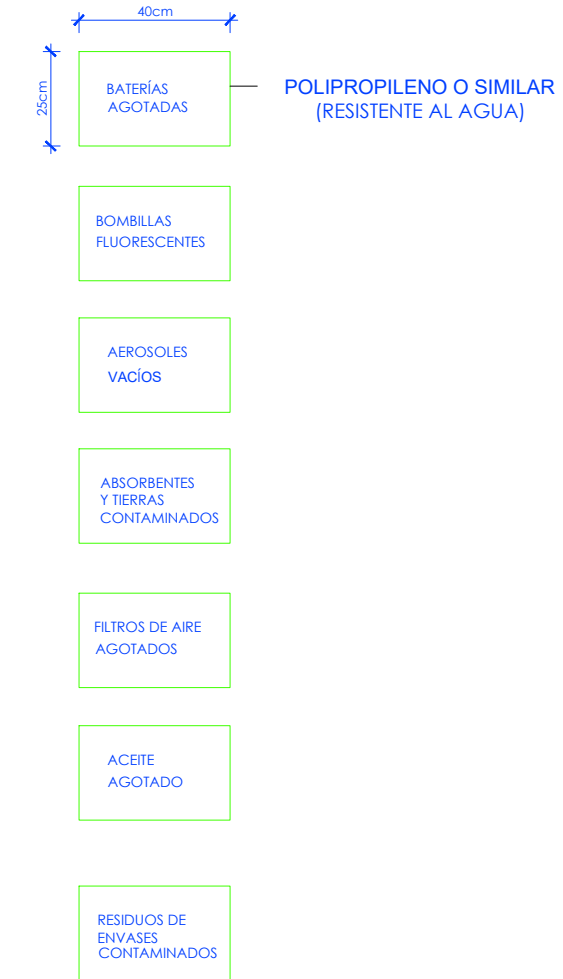 40cm
25cm
BATERÍAS
AGOTADAS
POLIPROPILENO O SIMILAR
(RESISTENTE AL AGUA)
BOMBILLAS
FLUORESCENTES
AEROSOLES
VACÍOS
ABSORBENTES
Y TIERRAS
CONTAMINADOS
FILTROS DE AIRE
AGOTADOS
ACEITE
AGOTADO
RESIDUOS DE
ENVASES
CONTAMINADOS